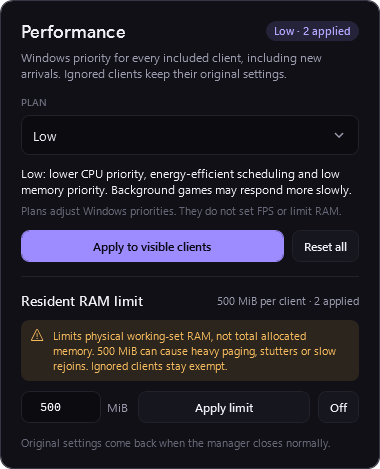 Performance
Low · 2 applied
Windows priority for every included client, including new
arrivals. Ignored clients keep their original settings.
PLAN
Low
Low: lower CPU priority, energy-efficient scheduling and low
memory priority. Background games may respond more slowly.
Plans adjust Windows priorities. They do not set FPS or limit RAM.
Apply to visible clients
Reset all
Resident RAM limit
500 MiB per client · 2 applied
Limits physical working-set RAM, not total allocated
memory. 500 MiB can cause heavy paging, stutters or slow
rejoins. Ignored clients stay exempt.
500
MiB
Apply limit
Off
Original settings come back when the manager closes normally.